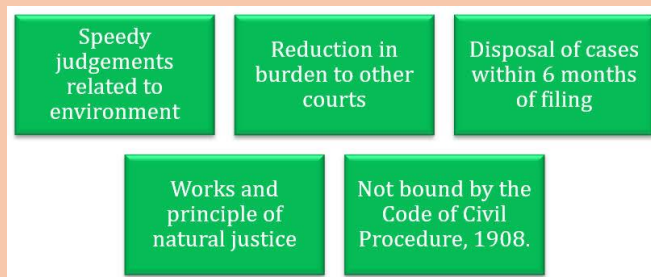 Speedy
judgements
related to
environment
Reduction in
burden to other
courts
Disposal of cases
within 6 months
of filing
Works and
principle of
natural justice
Not bound by the
Code of Civil
Procedure, 1908.